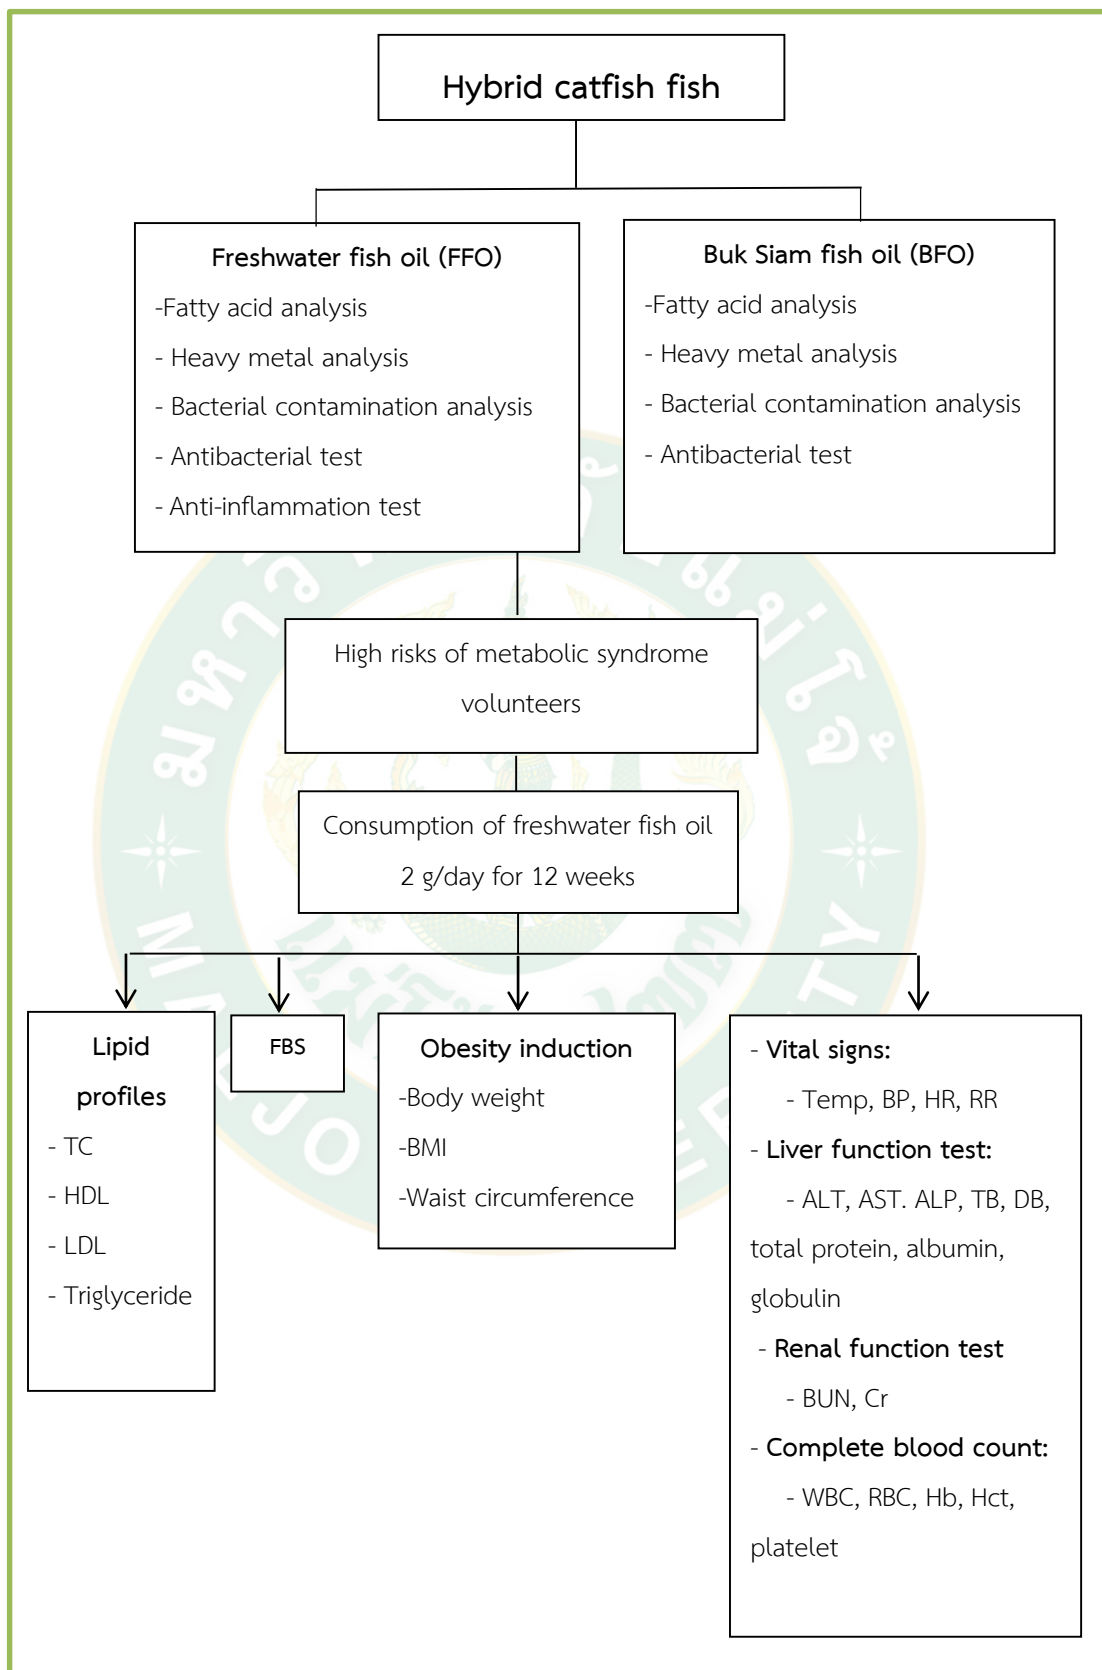 Hybrid catfish fish
Freshwater fish oil (FFO)
-Fatty acid analysis
- Heavy metal analysis
- Bacterial contamination analysis
- Antibacterial test
- Anti-inflammation test
Buk Siam fish oil (BFO)
-Fatty acid analysis
- Heavy metal analysis
- Bacterial contamination analysis
- Antibacterial test
High risks of metabolic syndrome
volunteers
Consumption of freshwater fish oil
2 g/day for 12 weeks
Lipid
profiles
- TC
- HDL
- LDL
- Triglyceride
FBS
Obesity induction
-Body weight
-BMI
-Waist circumference
- Vital signs:
- Temp, BP, HR, RR
- Liver function test:
- ALT, AST. ALP, TB, DB,
total protein, albumin,
globulin
- Renal function test
- BUN, Cr
- Complete blood count:
- WBC, RBC, Hb, Hct,
platelet